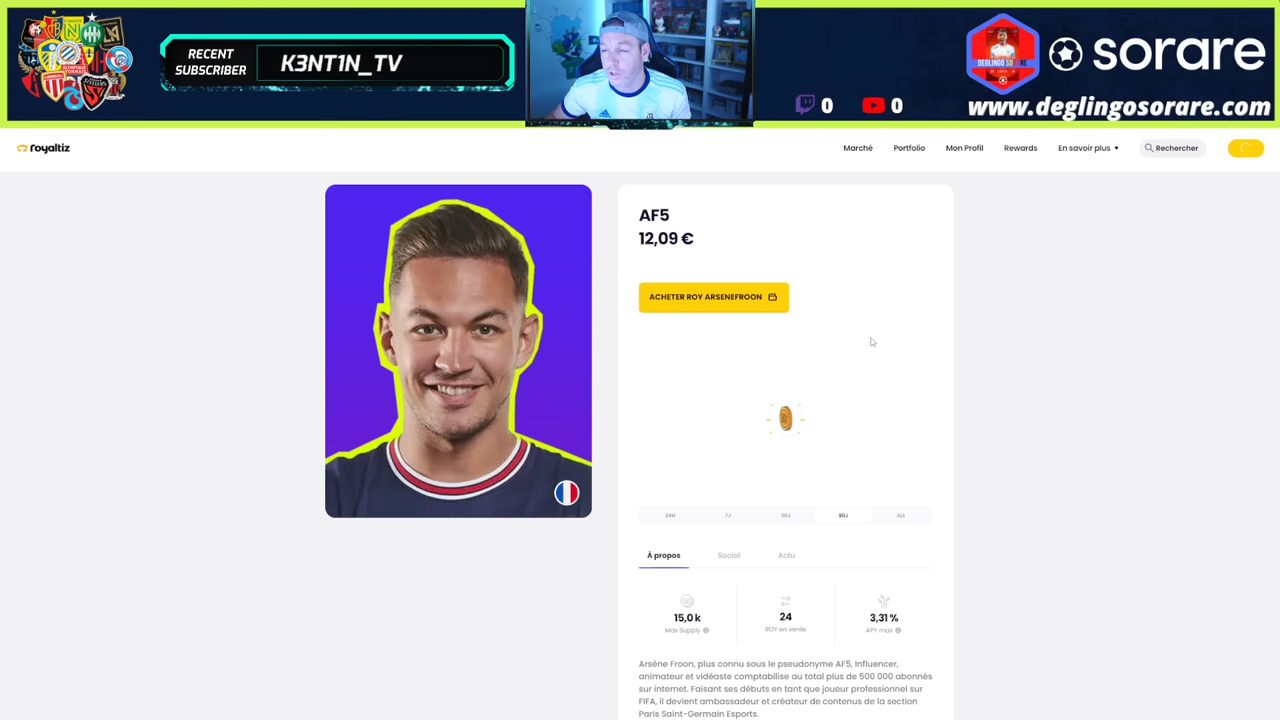 RECENT
SUBSCRIBER
K3NT1N_TV
0
0
DEGLINGO SORARE
sorare
www.deglingosorare.com
royaltiz
Marché
Portfolio
Mon Profil
Rewards
En savoir plus
Rechercher
AF5
12,09 €
ACHETER ROY ARSENEFROON
24H
7J
30J
90J
ALL
À propos
Social
Actu
15,0 k
Max Supply
24
ROY en vente
3,31 %
APY max
Arsène Froon, plus connu sous le pseudonyme AF5, Influencer,
animateur et vidéaste comptabilise au total plus de 500 000 abonnés
sur internet. Faisant ses débuts en tant que joueur professionnel sur
FIFA, il devient ambassadeur et créateur de contenus de la section
Paris Saint-Germain Esports.